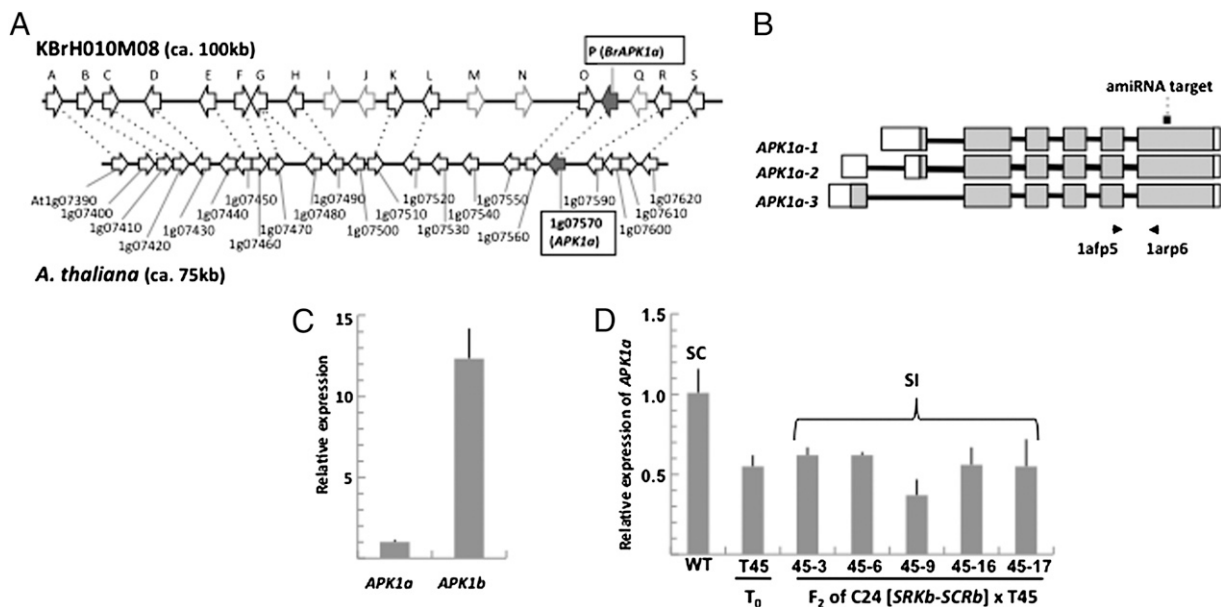 A
KBrH010M08 (ca. 100kb)
P (BrAPK1a)
A B C D E F G H I J K L M N O Q R S
At1g07390
1g07400
1g07410
1g07420
1g07430
1g07440
1g07450
1g07460
1g07470
1g07480
1g07490
1g07500
1g07510
1g07520
1g07530
1g07540
1g07550
1g07560
1g07570
(APK1a)
1g07590
1g07600
1g07610
1g07620
A. thaliana (ca. 75kb)
B
amiRNA target
APK1a-1
APK1a-2
APK1a-3
1afp5
1arp6
C
Relative expression
15
10
5
APK1a APK1b
D
Relative expression of APK1a
1.5
1.0
0.5
SC
SI
WT T45 45-3 45-6 45-9 45-16 45-17
T0
F2 of C24 [SRKb-SCRb] x T45